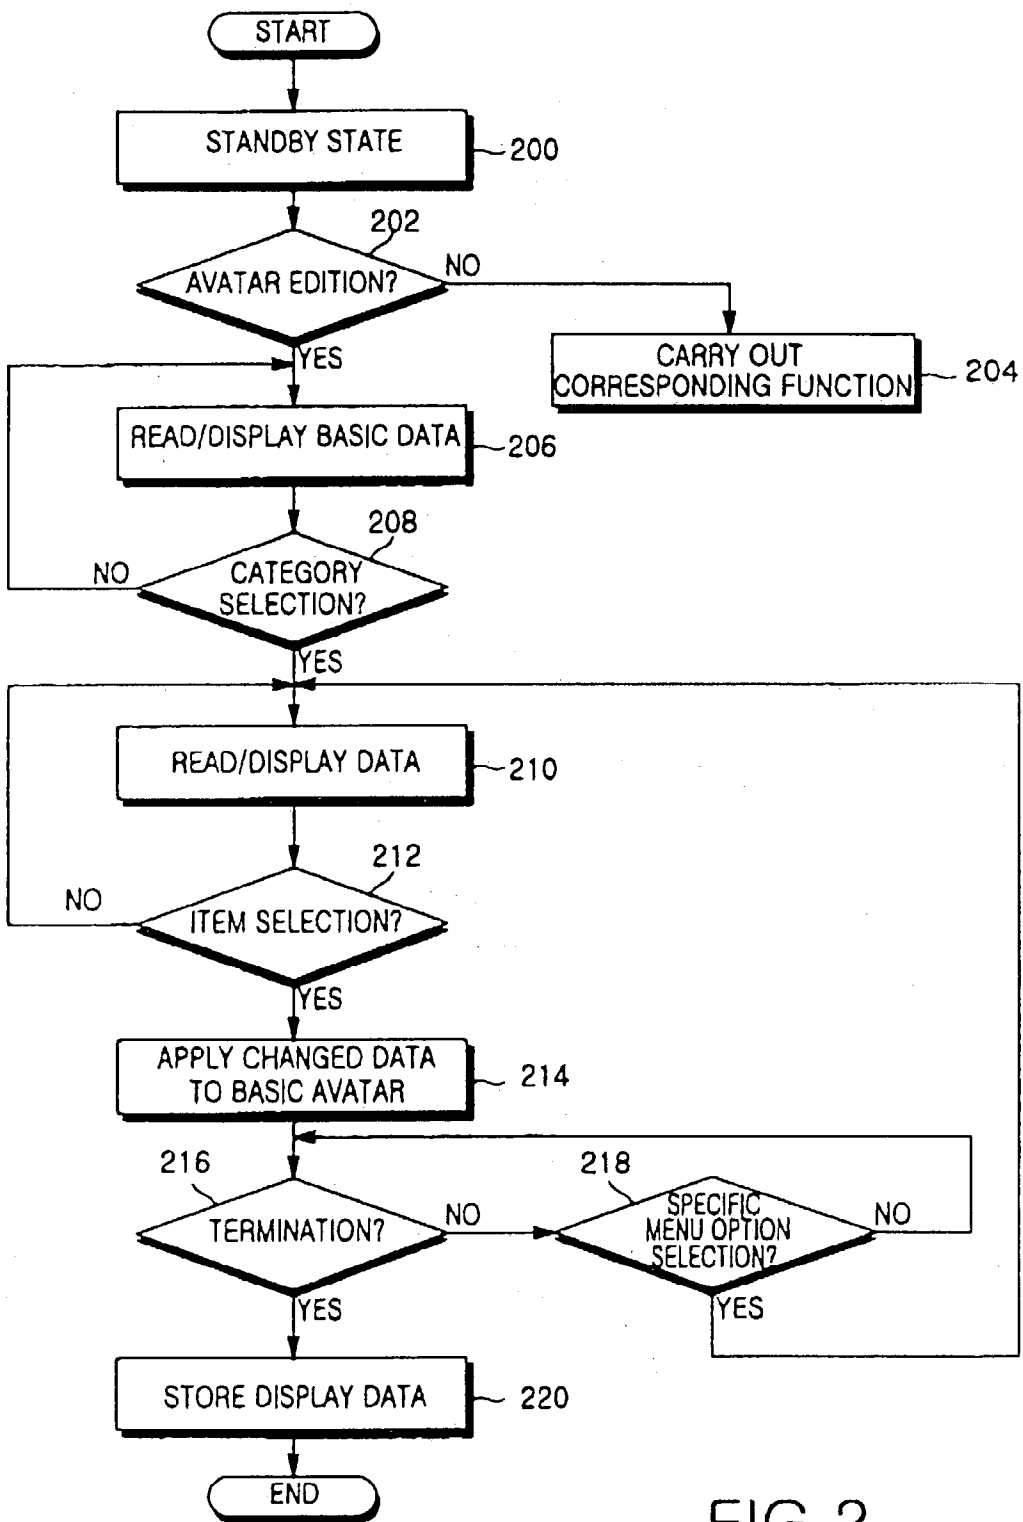 START
STANDBY STATE
200
202
AVATAR EDITION?
NO
YES
CARRY OUT
CORRESPONDING FUNCTION
204
READ/DISPLAY BASIC DATA
206
208
CATEGORY
SELECTION?
NO
YES
READ/DISPLAY DATA
210
212
ITEM SELECTION?
NO
YES
APPLY CHANGED DATA
TO BASIC AVATAR
214
216
TERMINATION?
NO
218
SPECIFIC
MENU OPTION
SELECTION?
NO
YES
YES
STORE DISPLAY DATA
220
END
FIG. 2